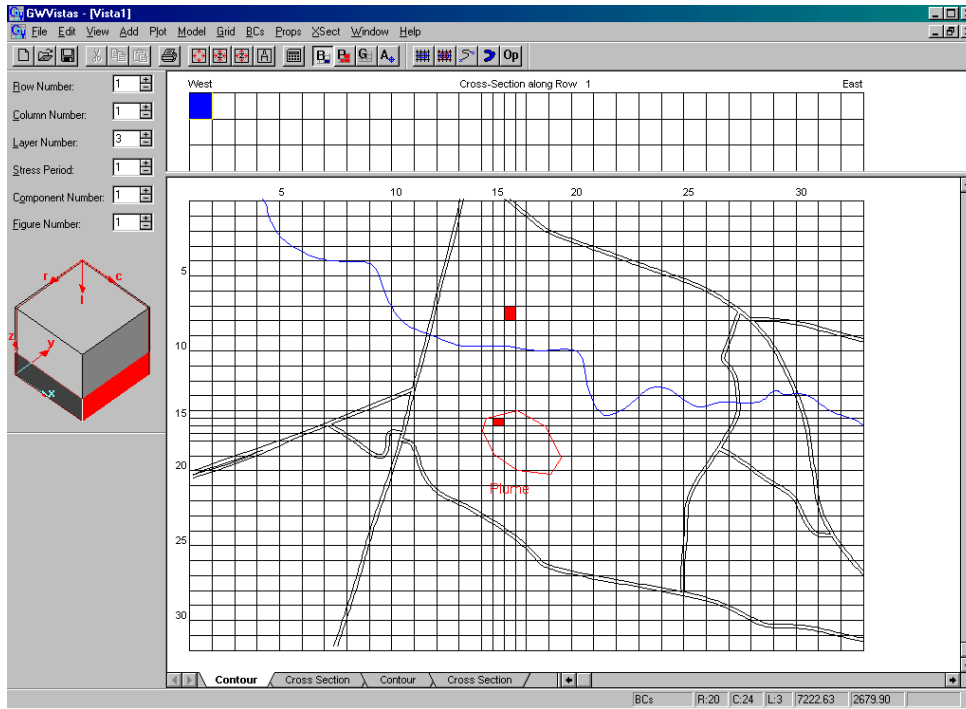 GWVistas - [Vista1]
File Edit View Add Plot Model Grid BCs Props XSect Window Help
B P G A Op
Row Number: 1
Column Number: 1
Layer Number: 3
Stress Period: 1
Component Number: 1
Figure Number: 1
r c l z y x
West Cross-Section along Row 1 East
5 10 15 20 25 30
5
10
15
20
25
30
Plume
Contour Cross Section Contour Cross Section
BCs R:20 C:24 L:3 7222.63 2679.90